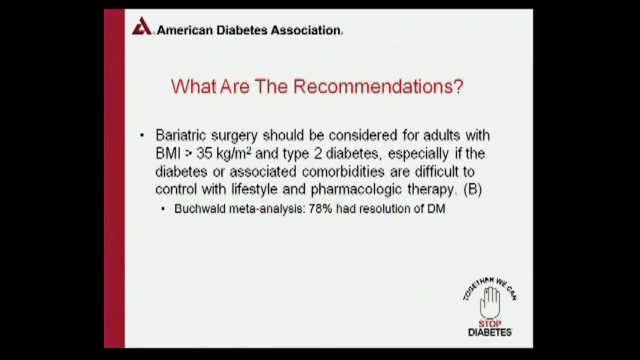 American Diabetes Association.
What Are The Recommendations?
• Bariatric surgery should be considered for adults with
BMI > 35 kg/m² and type 2 diabetes, especially if the
diabetes or associated comorbidities are difficult to
control with lifestyle and pharmacologic therapy. (B)
• Buchwald meta-analysis: 78% had resolution of DM
TOGETHER WE CAN
STOP
DIABETES